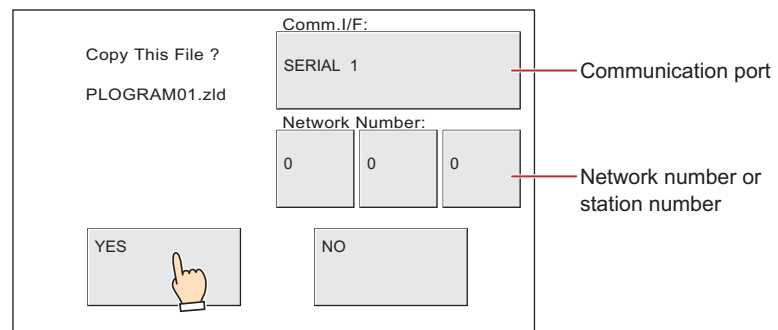 Comm.I/F:
Copy This File ?
SERIAL 1
Communication port
PLOGRAM01.zld
Network Number:
0 0 0
Network number or
station number
YES NO